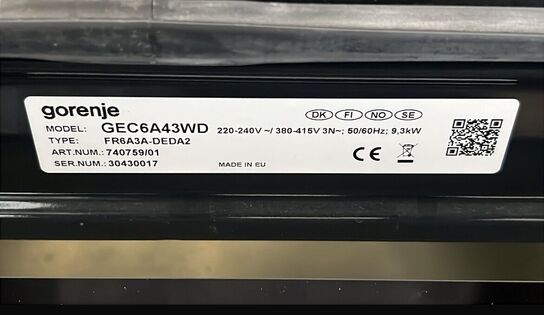 gorenje DK FI NO SE
MODEL: GEC6A43WD 220-240V ~/ 380-415V 3N~; 50/60Hz; 9,3kW
TYPE: FR6A3A-DEDA2
ART.NUM.: 740759/01
SER.NUM.: 30430017 MADE IN EU CE